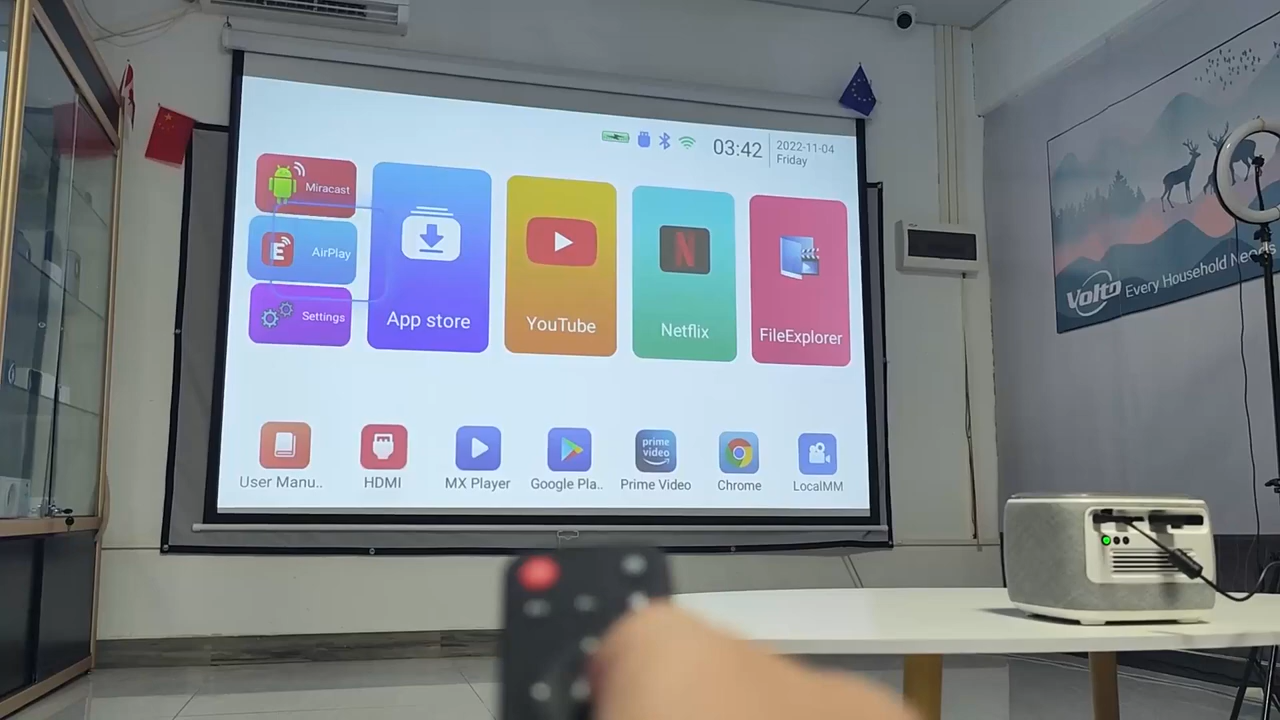 03:42
2022-11-04
Friday
Miracast
AirPlay
Settings
App store
YouTube
N
Netflix
FileExplorer
User Manu..
HDMI
MX Player
Google Pla..
prime
video
Prime Video
Chrome
LocalMM
Volto Every Household Needs